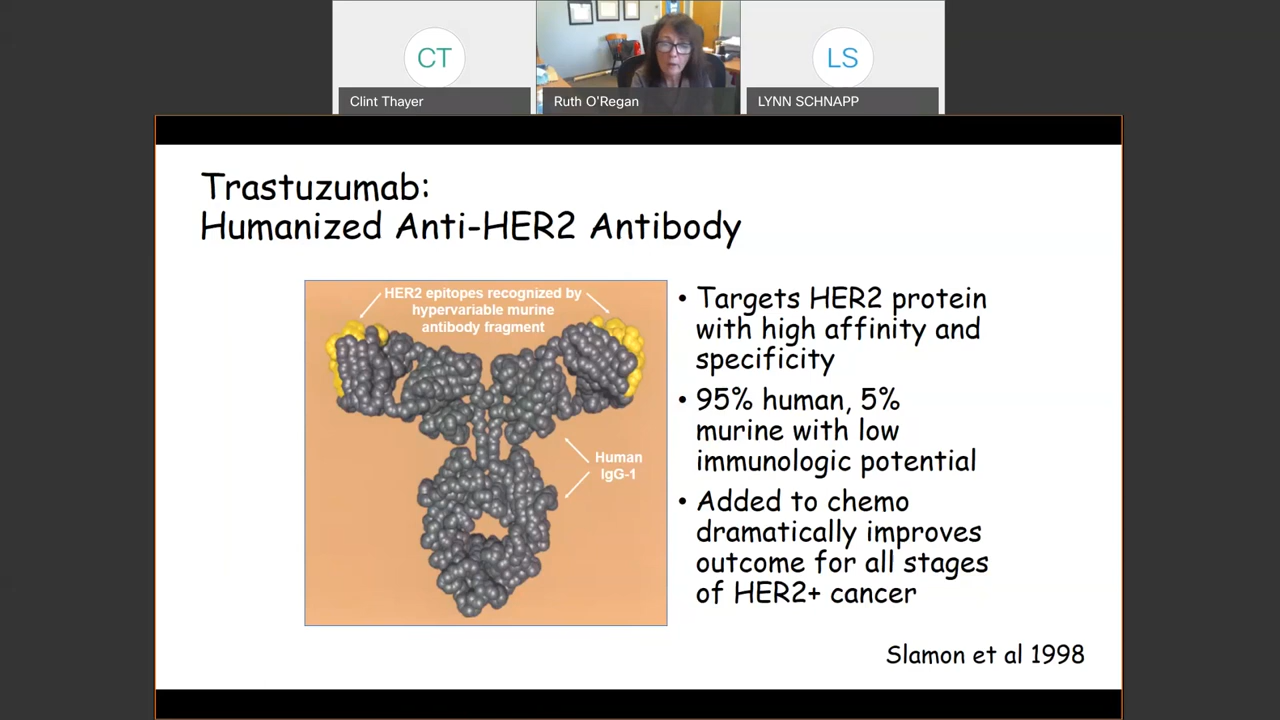 CT
LS
Clint Thayer
Ruth O'Regan
LYNN SCHNAPP
Trastuzumab:
Humanized Anti-HER2 Antibody
HER2 epitopes recognized by
hypervariable murine
antibody fragment
Human
IgG-1
• Targets HER2 protein
with high affinity and
specificity
• 95% human, 5%
murine with low
immunologic potential
• Added to chemo
dramatically improves
outcome for all stages
of HER2+ cancer
Slamon et al 1998